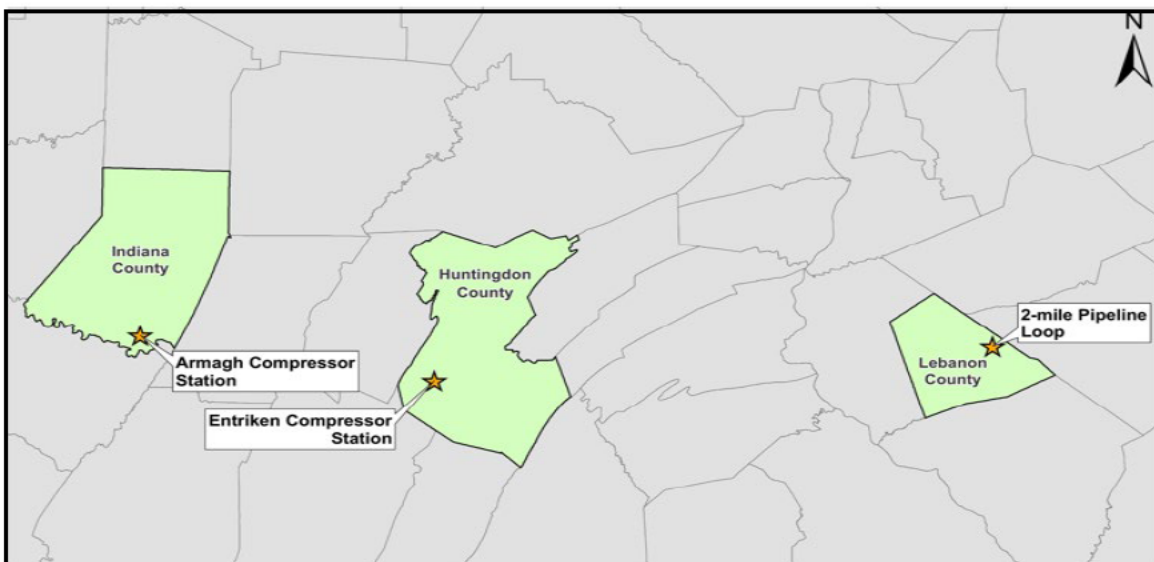 N
Indiana
County
Huntingdon
County
2-mile Pipeline
Loop
Armagh Compressor
Station
Lebanon
County
Entriken Compressor
Station